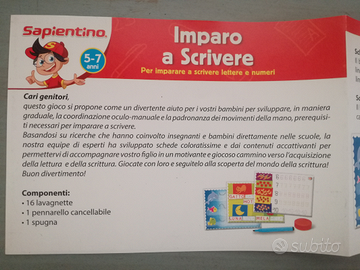 Sapientino
5-7
anni
Imparo
a Scrivere
Per imparare a scrivere lettere e numeri
Cari genitori,
questo gioco si propone come un divertente aiuto per i vostri bambini per sviluppare, in maniera
graduale, la coordinazione oculo-manuale e la padronanza dei movimenti della mano, prerequisi-
ti necessari per imparare a scrivere.
Basandosi su ricerche che hanno coinvolto insegnanti e bambini direttamente nelle scuole, la
nostra equipe di esperti ha sviluppato schede coloratissime e dai contenuti accattivanti per
permettervi di accompagnare vostro figlio in un motivante e giocoso cammino verso l'acquisizione
della lettura e della scrittura. Giocate con loro e seguitelo alla scoperta del mondo della scrittura!
Buon divertimento!
Componenti:
• 16 lavagnette
• 1 pennarello cancellabile
• 1 spugna
subito